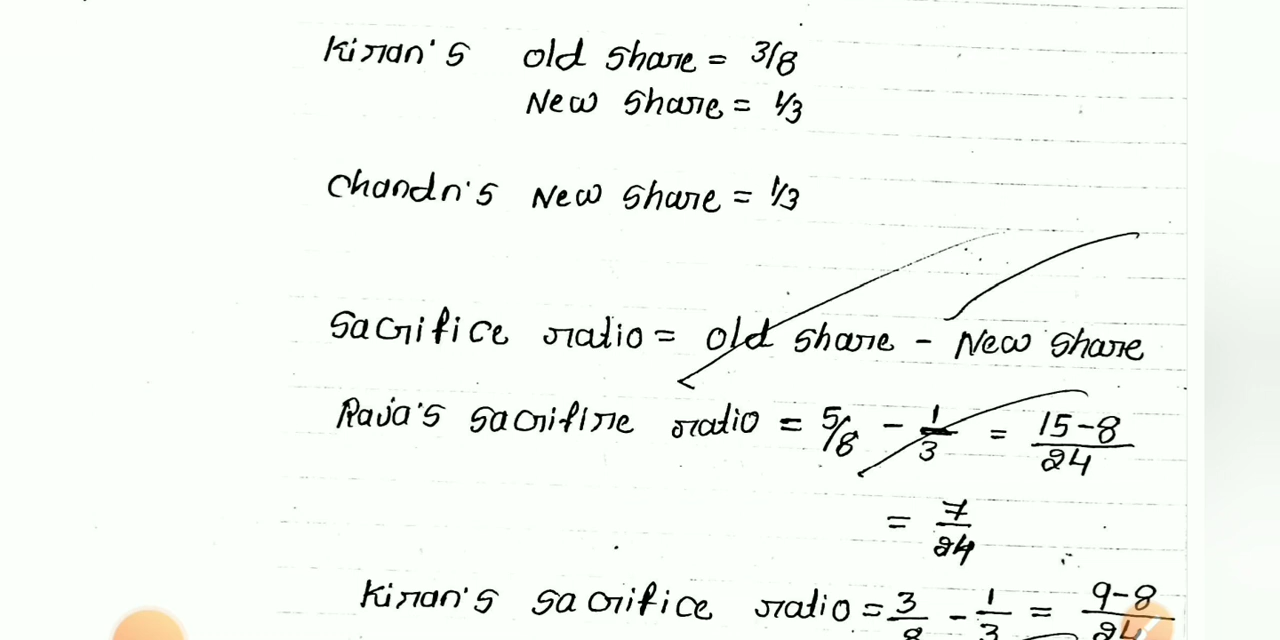 Kiran's old share = 3/8
New share = 1/3
Chandn's New share = 1/3
Sacrifice ratio = old share - New share
Raja's sacrifire ratio = 5/8 - 1/3 = 15-8/24
= 7/24
Kiran's sacrifice ratio = 3/8 - 1/3 = 9-8/24